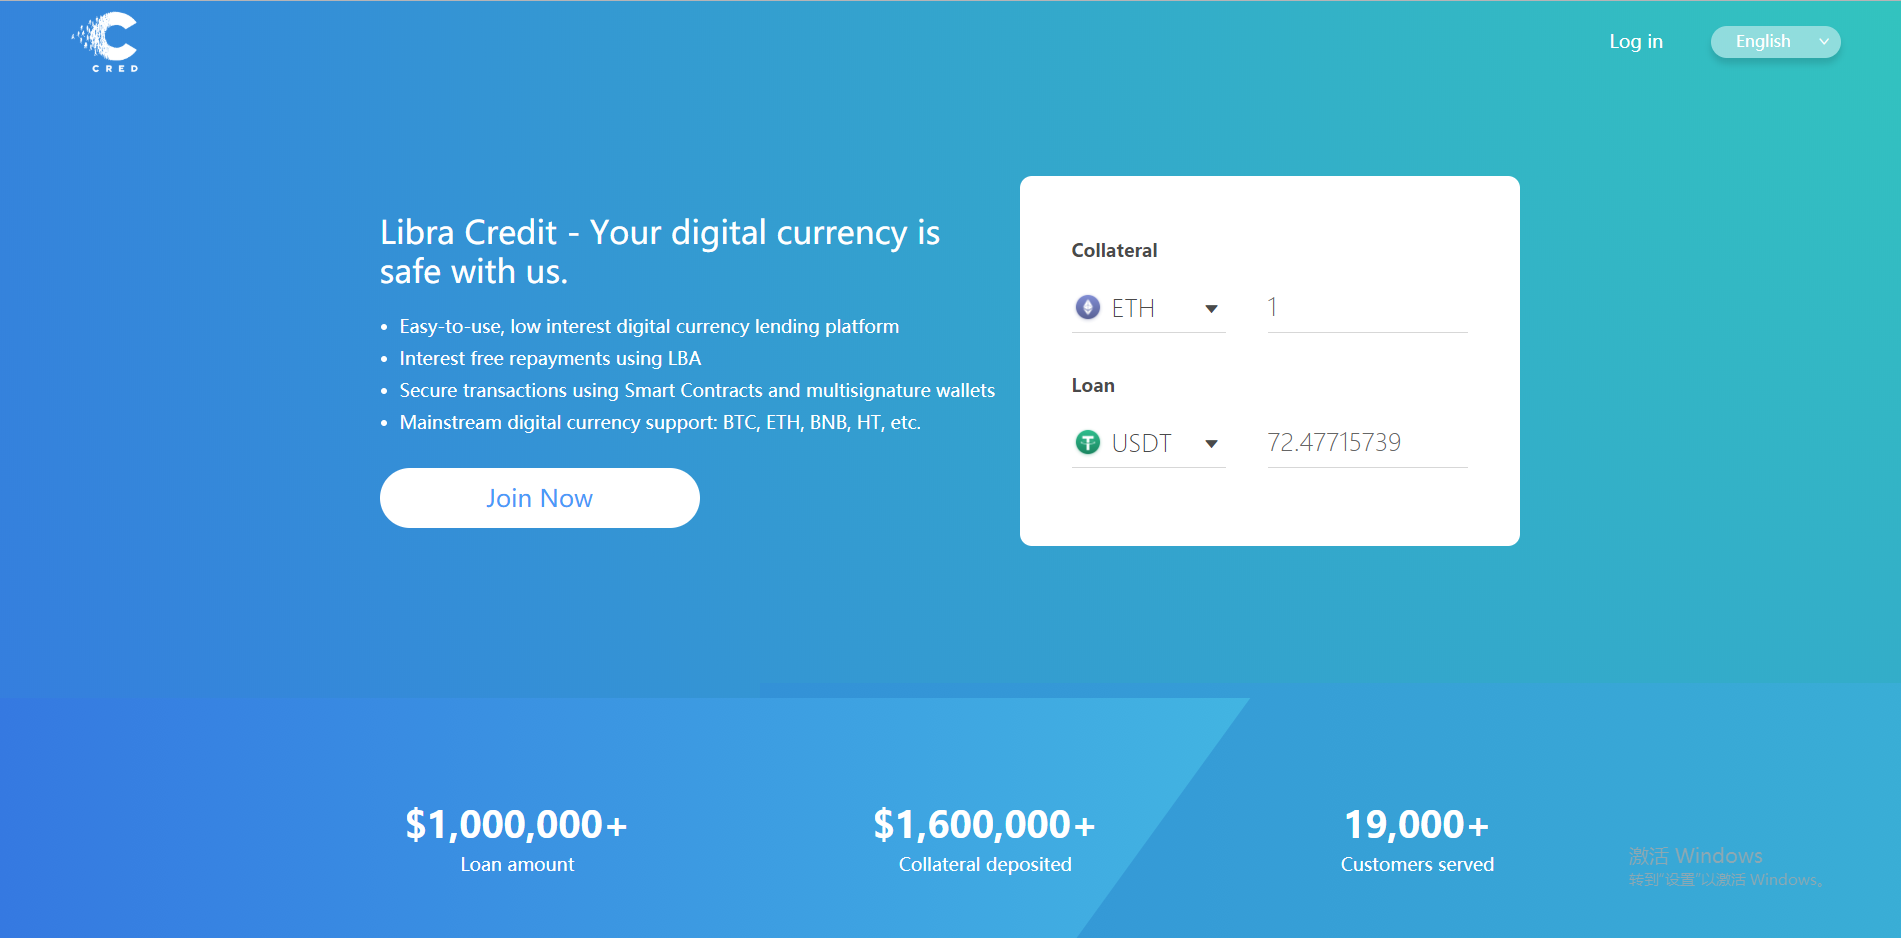 CRED
Log in
English
Libra Credit - Your digital currency is
safe with us.
• Easy-to-use, low interest digital currency lending platform
• Interest free repayments using LBA
• Secure transactions using Smart Contracts and multisignature wallets
• Mainstream digital currency support: BTC, ETH, BNB, HT, etc.
Join Now
Collateral
ETH 1
Loan
USDT 72.47715739
$1,000,000+
Loan amount
$1,600,000+
Collateral deposited
19,000+
Customers served
激活 Windows
转到"设置"以激活 Windows。